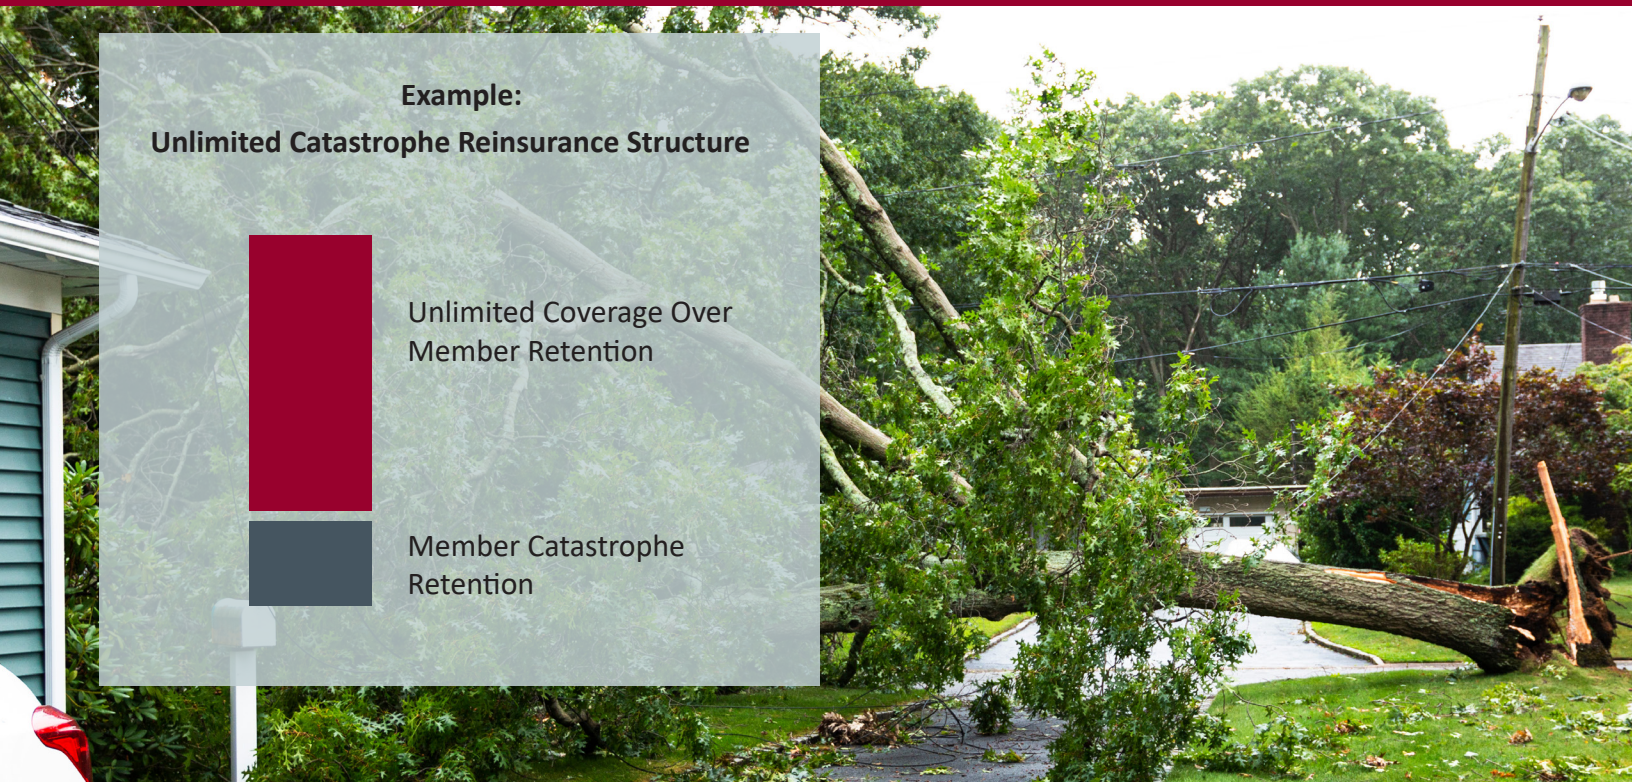 Example:
Unlimited Catastrophe Reinsurance Structure
Unlimited Coverage Over
Member Retention
Member Catastrophe
Retention